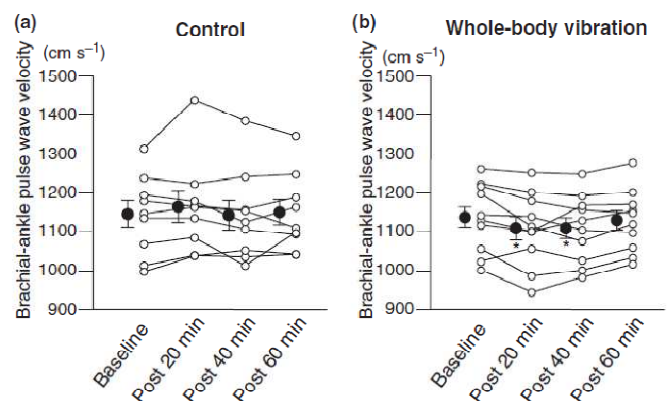 (a) Control
(cm s⁻¹)
Brachial-ankle pulse wave velocity
1500
1400
1300
1200
1100
1000
900
Baseline
Post 20 min
Post 40 min
Post 60 min
(b) Whole-body vibration
(cm s⁻¹)
Brachial-ankle pulse wave velocity
1500
1400
1300
1200
1100
1000
900
* *
Baseline
Post 20 min
Post 40 min
Post 60 min